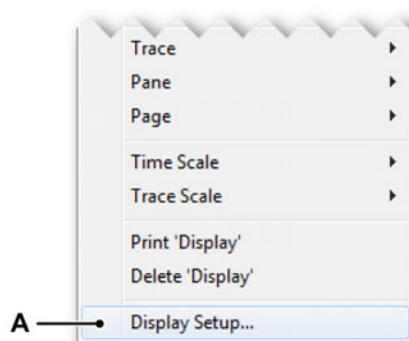 Trace
Pane
Page
Time Scale
Trace Scale
Print 'Display'
Delete 'Display'
A
Display Setup...